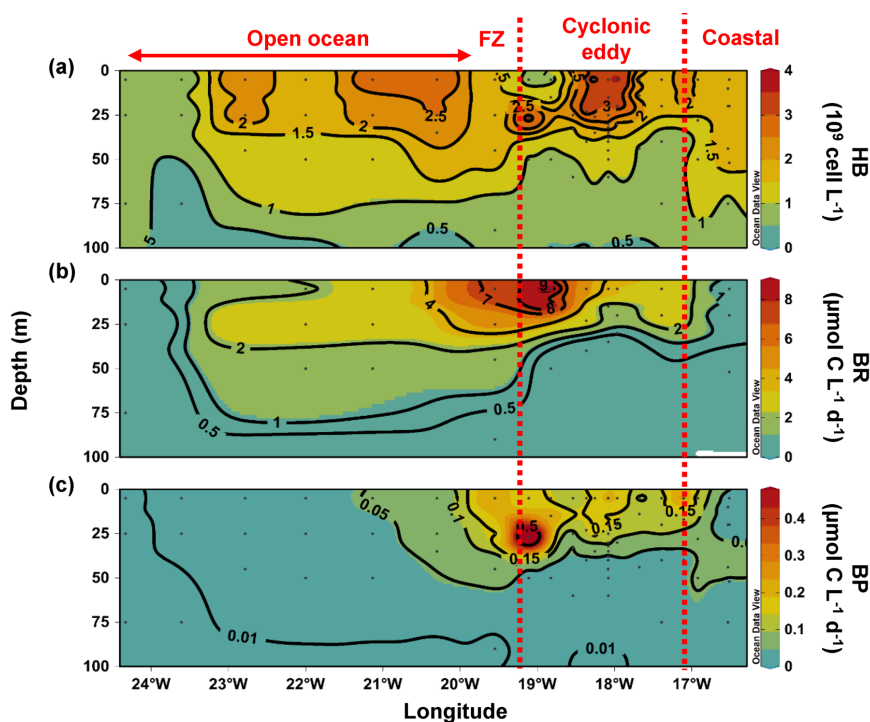 Open ocean
FZ
Cyclonic
eddy
Coastal
(a)
0
25
50
75
100
2
1.5
2
2.5
.5
1
2.5
3
2
2
1.5
1
1
0.5
0.5
5
Ocean Data View
4
3
2
1
0
HB
(10⁹ cell L⁻¹)
(b)
0
25
50
75
100
Depth (m)
4
7
9
8
2
2
1
1
0.5
0.5
Ocean Data View
8
6
4
2
0
BR
(µmol C L⁻¹ d⁻¹)
(c)
0
25
50
75
100
0.05
0.1
0.15
0.15
0.15
0.01
0.01
Ocean Data View
0.4
0.3
0.2
0.1
0
BP
(µmol C L⁻¹ d⁻¹)
24°W
23°W
22°W
21°W
20°W
19°W
18°W
17°W
Longitude